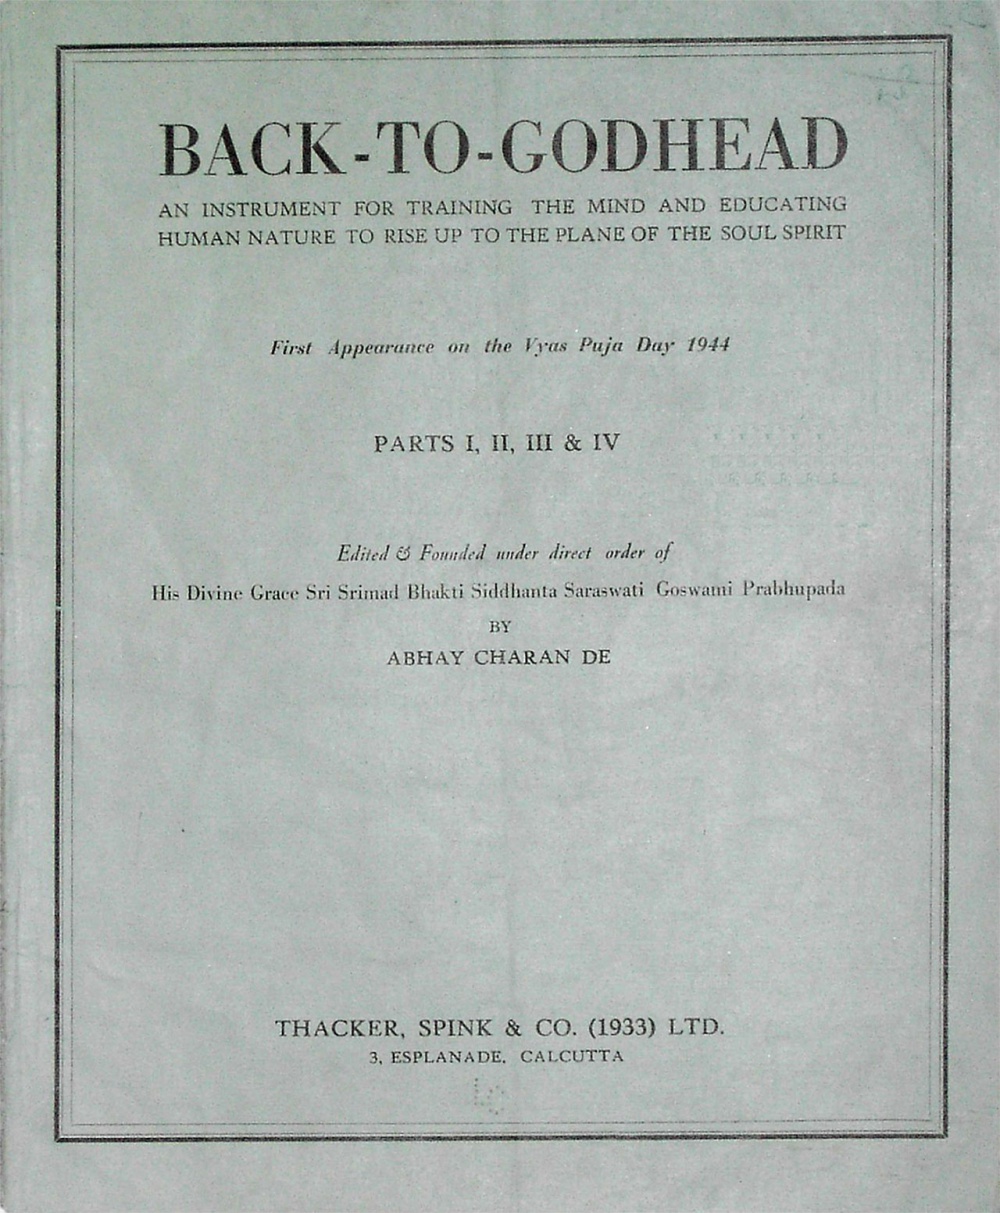 BACK-TO-GODHEAD
AN INSTRUMENT FOR TRAINING THE MIND AND EDUCATING
HUMAN NATURE TO RISE UP TO THE PLANE OF THE SOUL SPIRIT
First Appearance on the Vyas Puja Day 1944
PARTS I, II, III & IV
Edited & Founded under direct order of
His Divine Grace Sri Srimad Bhakti Siddhanta Saraswati Goswami Prabhupada
BY
ABHAY CHARAN DE
THACKER, SPINK & CO. (1933) LTD.
3, ESPLANADE, CALCUTTA